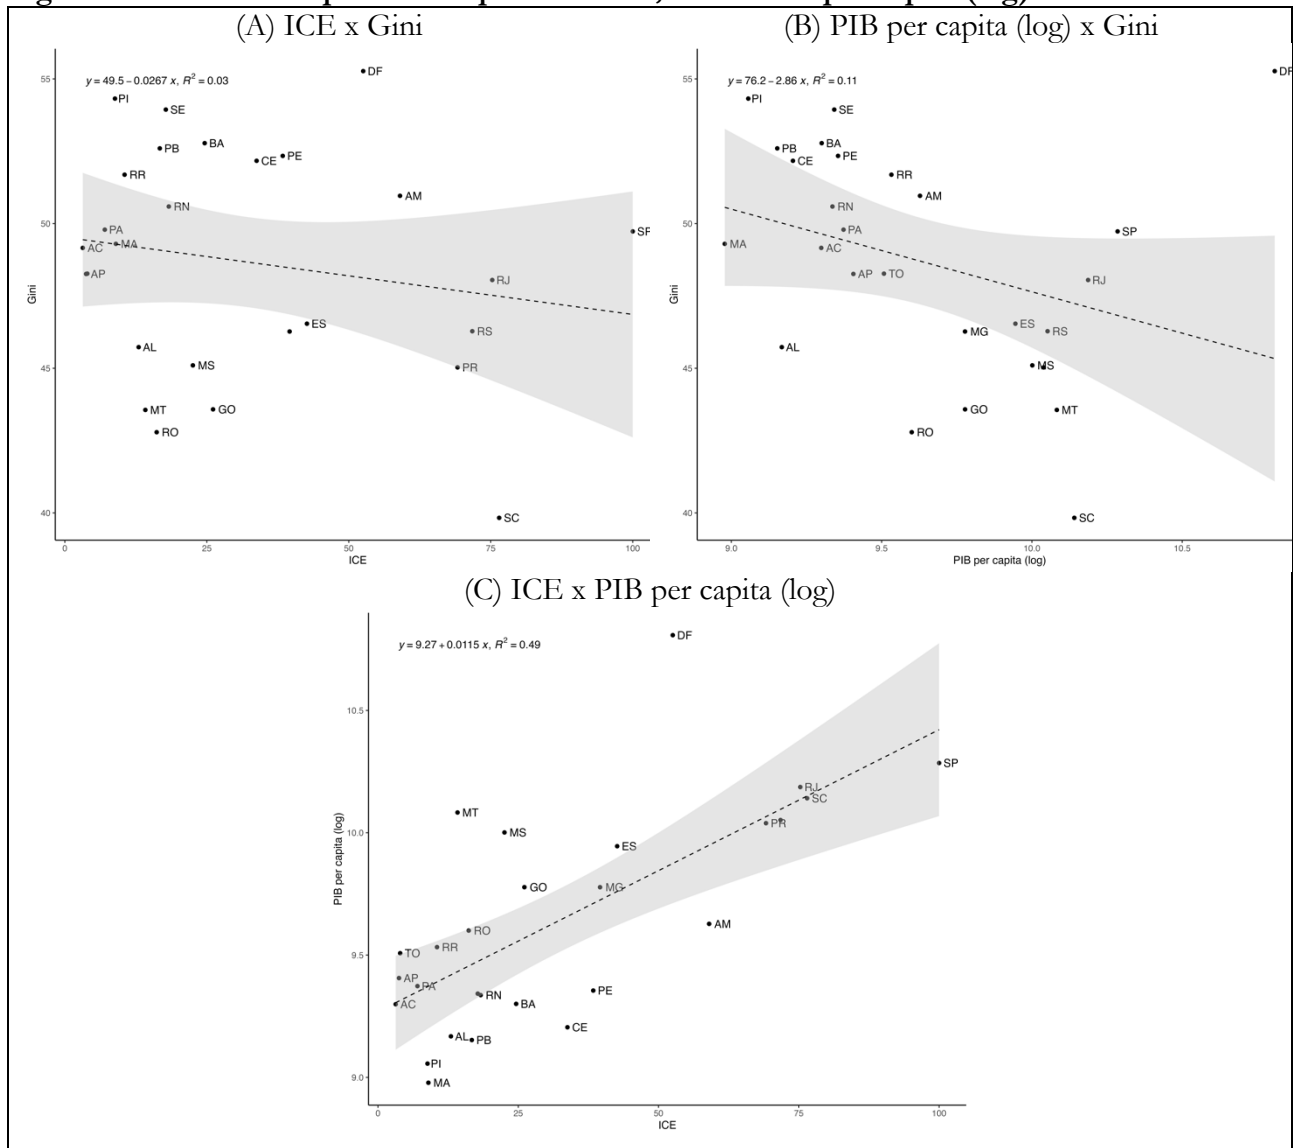 (A) ICE x Gini
y = 49.5 − 0.0267 x, R² = 0.03
55
50
45
40
Gini
DF
PI
SE
PB
BA
CE
PE
RR
AM
RN
SP
PA
MA
AC
AP
RJ
ES
RS
AL
MS
PR
MT
GO
RO
SC
0
25
50
75
100
ICE
(B) PIB per capita (log) x Gini
y = 76.2 − 2.86 x, R² = 0.11
55
50
45
40
Gini
DF
PI
SE
PB
BA
CE
PE
RR
AM
RN
PA
SP
MA
AC
AP
TO
RJ
ES
RS
MG
AL
MS
GO
MT
RO
SC
9.0
9.5
10.0
10.5
PIB per capita (log)
(C) ICE x PIB per capita (log)
y = 9.27 + 0.0115 x, R² = 0.49
10.5
10.0
9.5
9.0
PIB per capita (log)
DF
SP
RJ
SC
MT
PR
MS
ES
GO
MG
AM
RO
RR
TO
AP
PA
PE
RN
AC
BA
CE
AL
PB
PI
MA
0
25
50
75
100
ICE